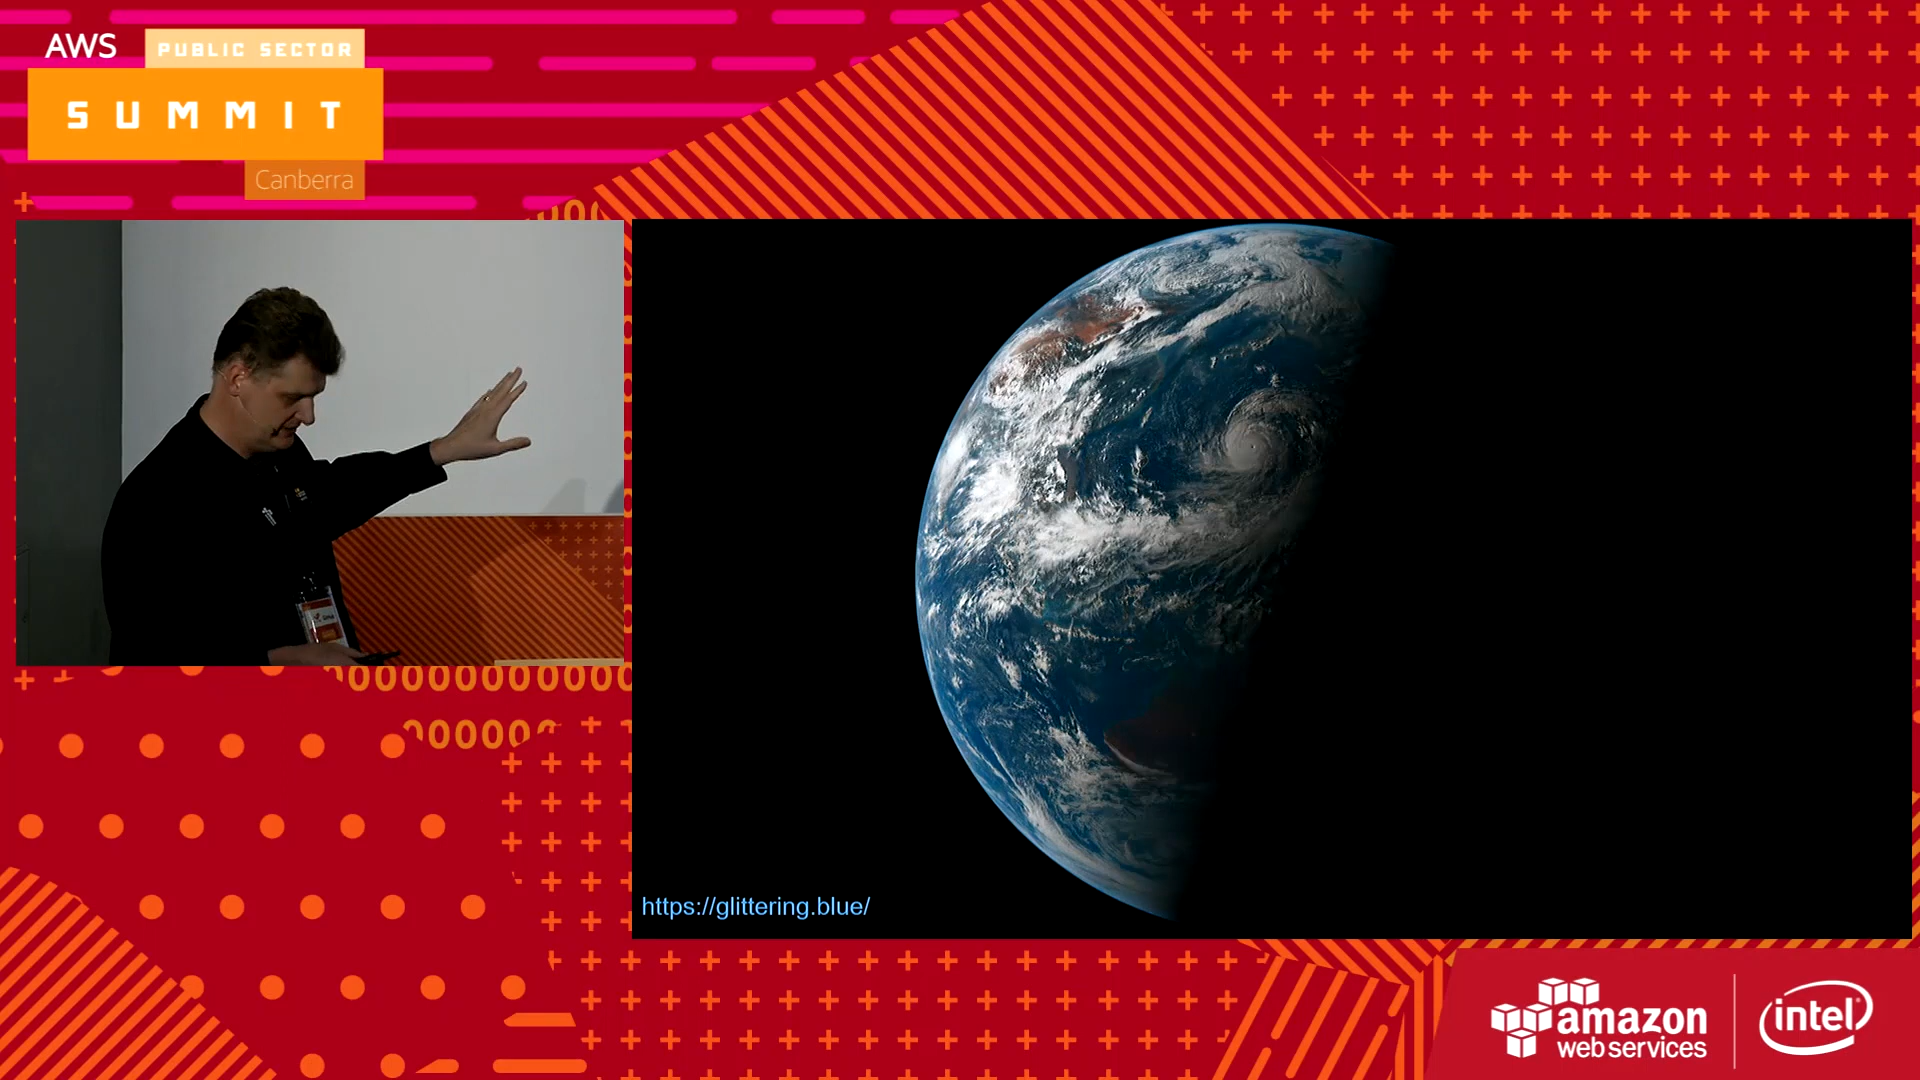 AWS
PUBLIC SECTOR
SUMMIT
Canberra
https://glittering.blue/
amazon
web services
intel